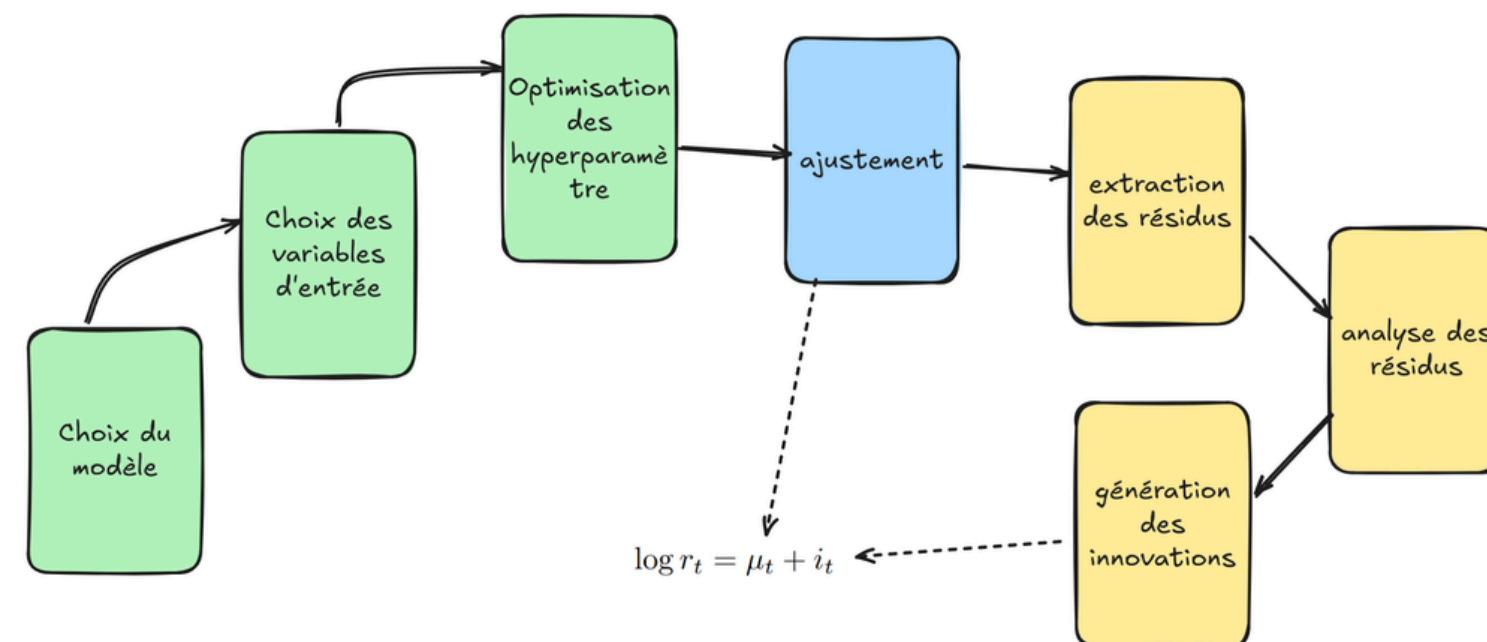 Choix du
modèle
Choix des
variables
d'entrée
Optimisation
des
hyperparamè
tre
ajustement
extraction
des résidus
analyse des
résidus
génération
des
innovations
log r_t = μ_t + i_t